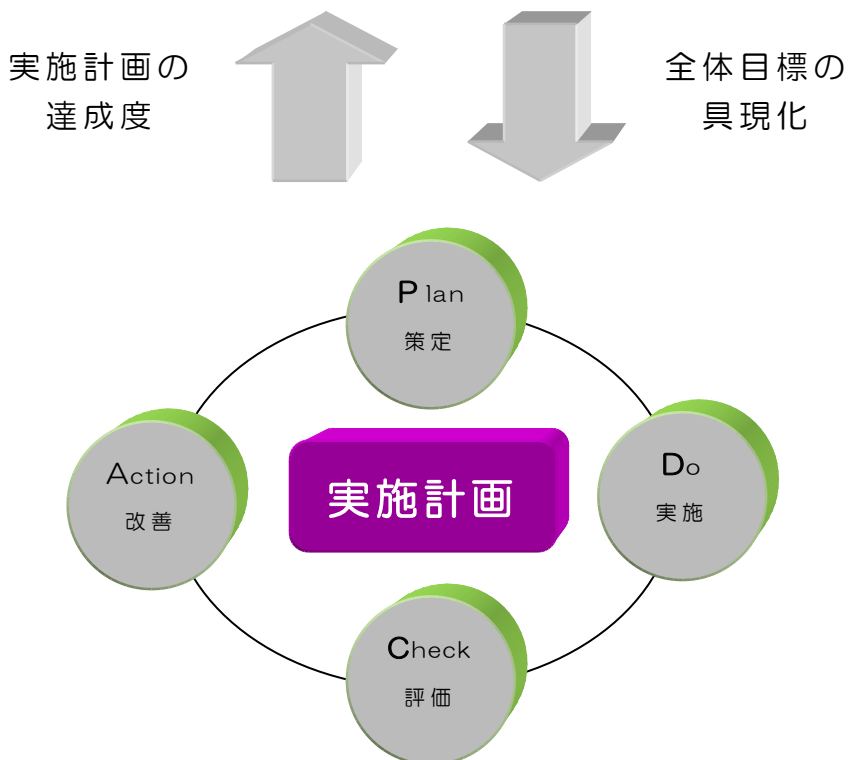 実施計画の
達成度
全体目標の
具現化
Plan
策定
Action
改善
実施計画
Do
実施
Check
評価